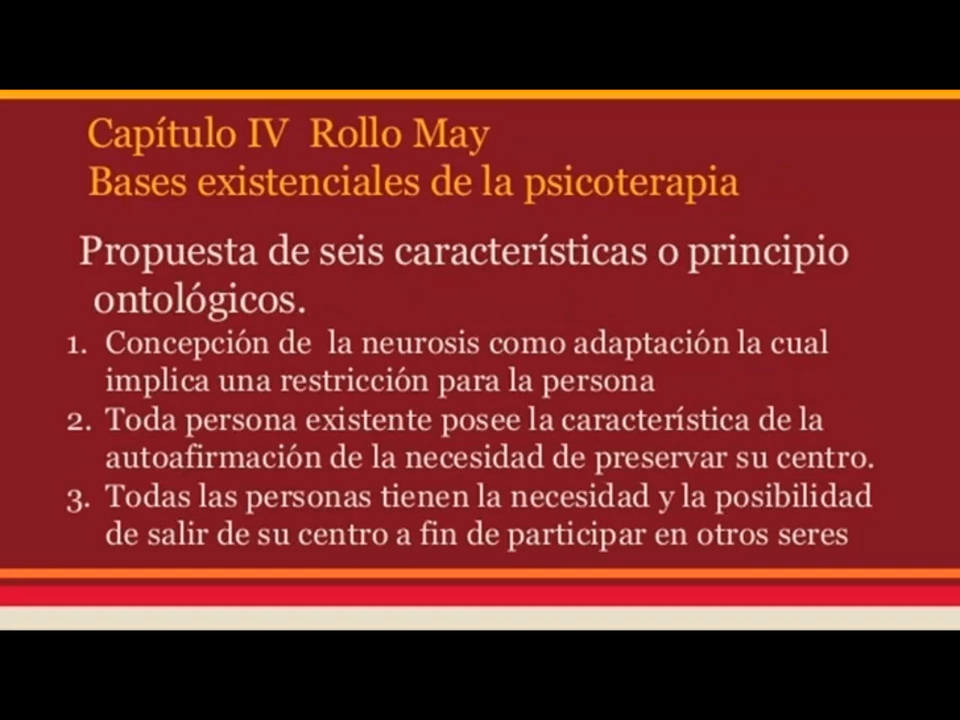 Capítulo IV Rollo May
Bases existenciales de la psicoterapia
Propuesta de seis características o principio
ontológicos.
1. Concepción de la neurosis como adaptación la cual
implica una restricción para la persona
2. Toda persona existente posee la característica de la
autoafirmación de la necesidad de preservar su centro.
3. Todas las personas tienen la necesidad y la posibilidad
de salir de su centro a fin de participar en otros seres